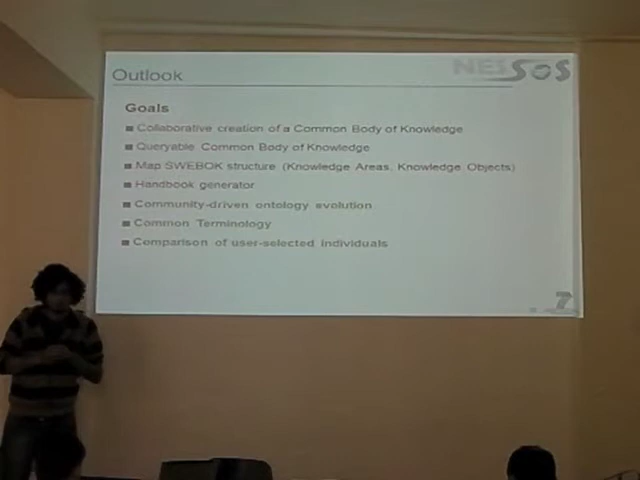 Outlook
NESSOS
Goals
Collaborative creation of a Common Body of Knowledge
Queryable Common Body of Knowledge
Map SWEBOK structure (Knowledge Areas, Knowledge Objects)
Handbook generator
Community-driven ontology evolution
Common Terminology
Comparison of user-selected individuals
7